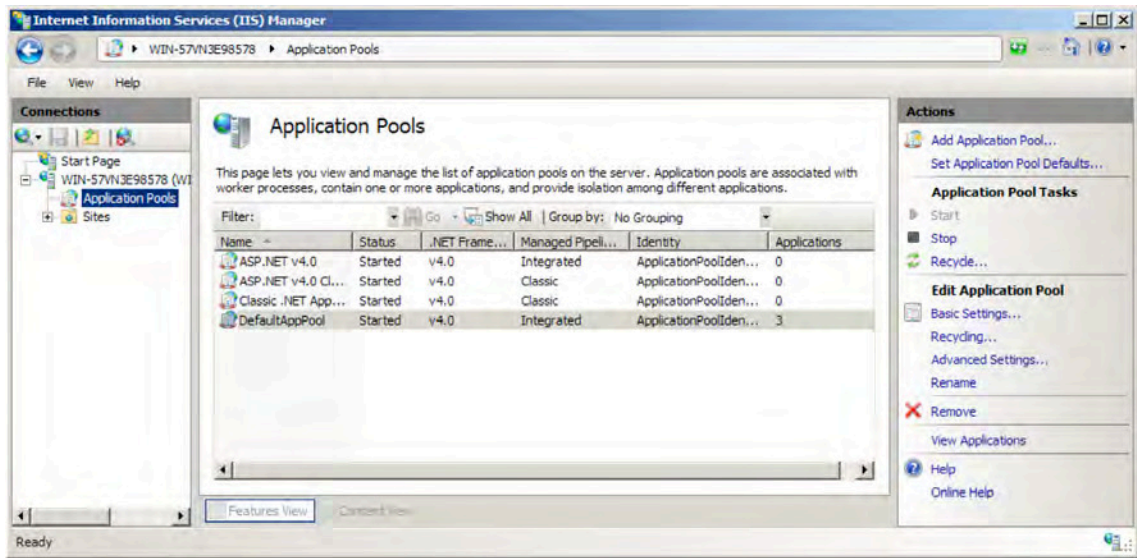 Internet Information Services (IIS) Manager
WIN-57VN3E98578 Application Pools
File View Help
Connections
Start Page
WIN-57VN3E98578 (WI
Application Pools
Sites
Application Pools
This page lets you view and manage the list of application pools on the server. Application pools are associated with
worker processes, contain one or more applications, and provide isolation among different applications.
Filter: Go Show All Group by: No Grouping
Name Status .NET Frame... Managed Pipeli... Identity Applications
ASP.NET v4.0 Started v4.0 Integrated ApplicationPoolIden... 0
ASP.NET v4.0 Cl... Started v4.0 Classic ApplicationPoolIden... 0
Classic .NET App... Started v4.0 Classic ApplicationPoolIden... 0
DefaultAppPool Started v4.0 Integrated ApplicationPoolIden... 3
Features View Content View
Ready
Actions
Add Application Pool...
Set Application Pool Defaults...
Application Pool Tasks
Start
Stop
Recycle...
Edit Application Pool
Basic Settings...
Recycling...
Advanced Settings...
Rename
Remove
View Applications
Help
Online Help